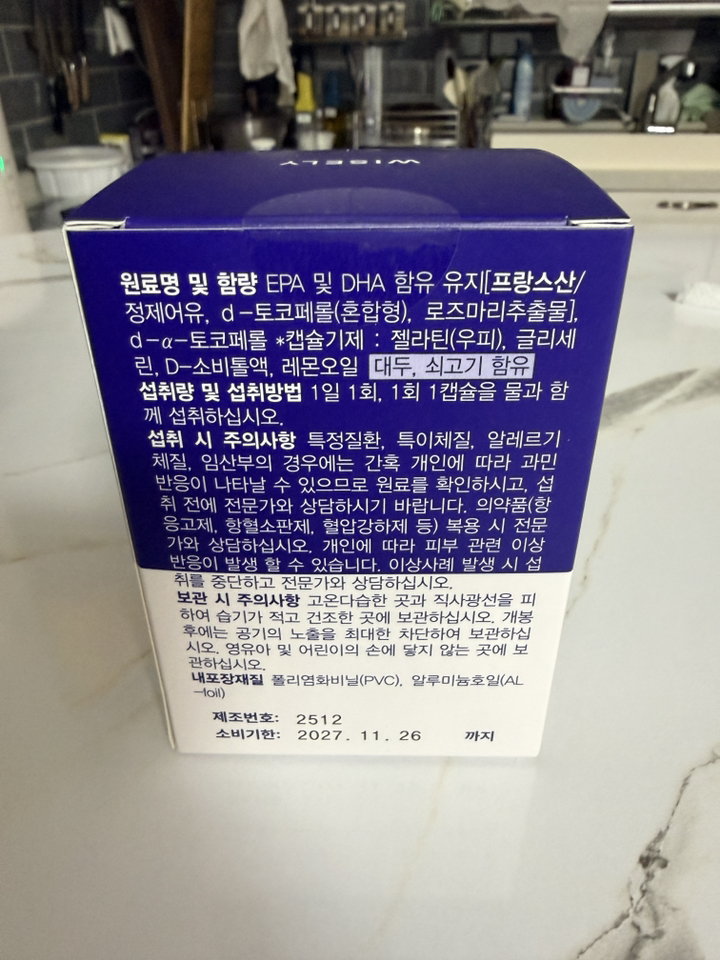 WISELY
원료명 및 함량 EPA 및 DHA 함유 유지[프랑스산/
정제어유, d-토코페롤(혼합형), 로즈마리추출물],
d-α-토코페롤 *캡슐기제 : 젤라틴(우피), 글리세
린, D-소비톨액, 레몬오일 대두, 쇠고기 함유
섭취량 및 섭취방법 1일 1회, 1회 1캡슐을 물과 함
께 섭취하십시오.
섭취 시 주의사항 특정질환, 특이체질, 알레르기
체질, 임산부의 경우에는 간혹 개인에 따라 과민
반응이 나타날 수 있으므로 원료를 확인하시고, 섭
취 전에 전문가와 상담하시기 바랍니다. 의약품(항
응고제, 항혈소판제, 혈압강하제 등) 복용 시 전문
가와 상담하십시오. 개인에 따라 피부 관련 이상
반응이 발생 할 수 있습니다. 이상사례 발생 시 섭
취를 중단하고 전문가와 상담하십시오.
보관 시 주의사항 고온다습한 곳과 직사광선을 피
하여 습기가 적고 건조한 곳에 보관하십시오. 개봉
후에는 공기의 노출을 최대한 차단하여 보관하십
시오. 영유아 및 어린이의 손에 닿지 않는 곳에 보
관하십시오.
내포장재질 폴리염화비닐(PVC), 알루미늄호일(AL
-foil)
제조번호: 2512
소비기한: 2027. 11. 26 까지